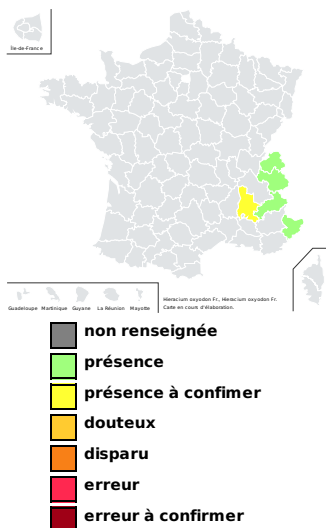 Île-de-France
Guadeloupe Martinique Guyane La Réunion Mayotte
Hieracium oxyodon Fr., Hieracium oxyodon Fr.
Carte en cours d'élaboration.
non renseignée
présence
présence à confimer
douteux
disparu
erreur
erreur à confirmer